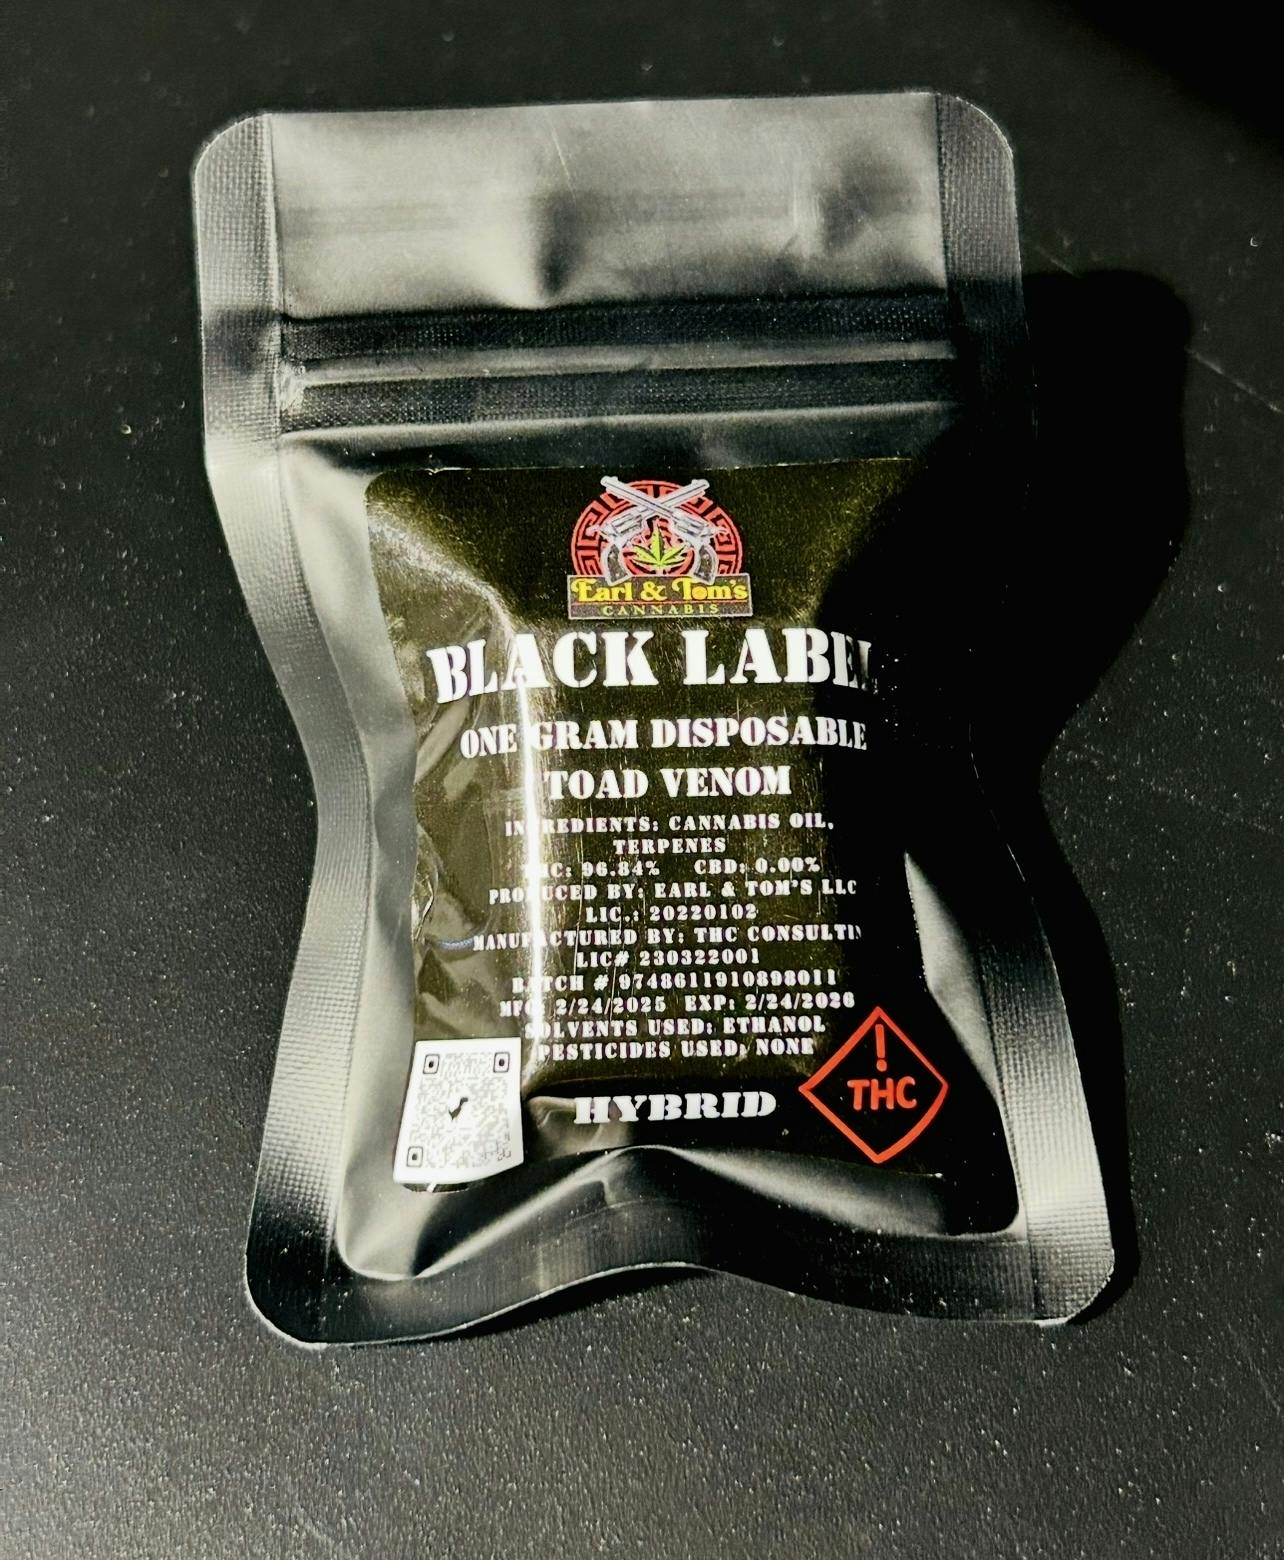 Earl & Tom's
CANNABIS
BLACK LABEL
ONE GRAM DISPOSABLE
TOAD VENOM
INGREDIENTS: CANNABIS OIL,
TERPENES
THC: 96.84% CBD: 0.00%
PRODUCED BY: EARL & TOM'S LLC
LIC.: 20220102
MANUFACTURED BY: THC CONSULTIN
LIC# 230322001
BATCH # 9748611910898011
MFG 2/24/2025 EXP: 2/24/2026
SOLVENTS USED: ETHANOL
PESTICIDES USED: NONE
HYBRID
!
THC